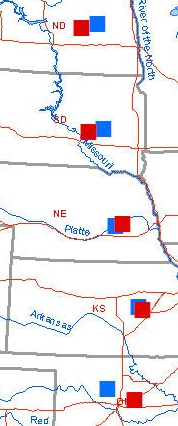 ND
River of the North
SD
Missouri
NE
Platte
KS
Arkansas
Red